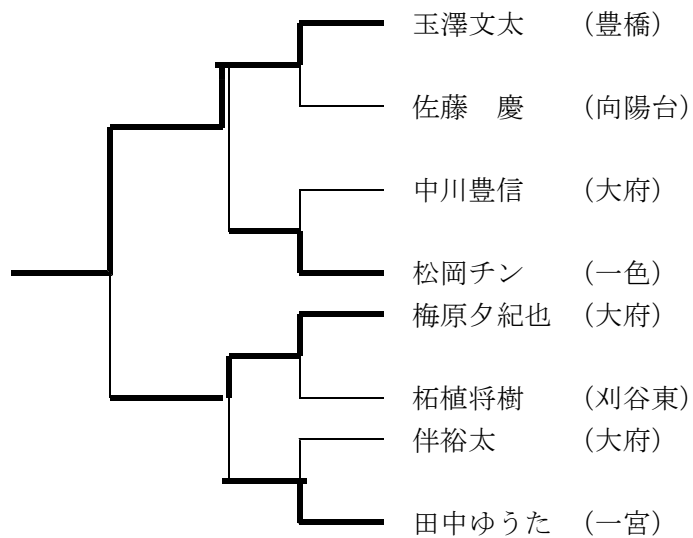 玉澤文太 （豊橋）
佐藤　慶 （向陽台）
中川豊信 （大府）
松岡チン （一色）
梅原夕紀也 （大府）
柘植将樹 （刈谷東）
伴裕太 （大府）
田中ゆうた （一宮）